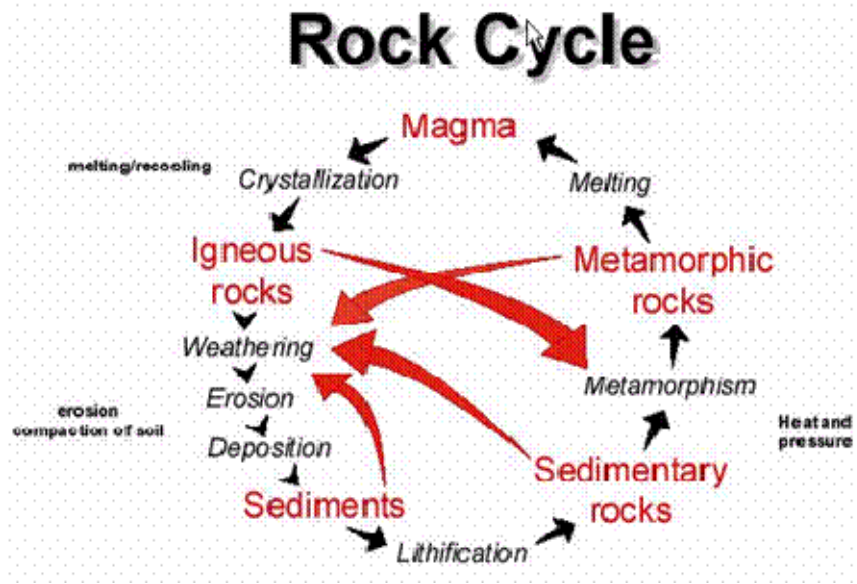 Rock Cycle
Magma
melting/recooling
Crystallization
Melting
Igneous
rocks
Metamorphic
rocks
Weathering
Metamorphism
Erosion
erosion
compaction of soil
Heat and
pressure
Deposition
Sedimentary
rocks
Sediments
Lithification